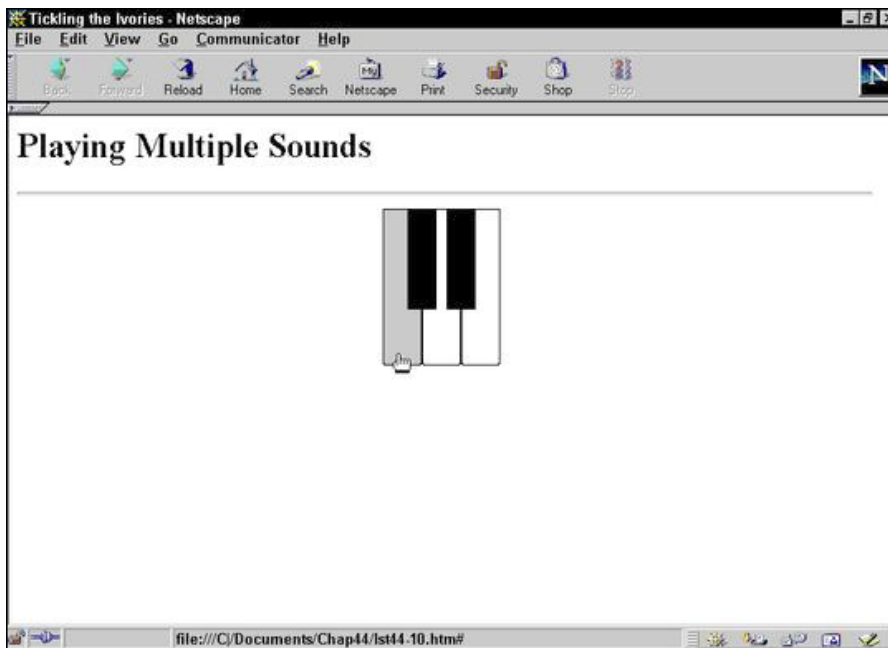 Tickling the Ivories - Netscape
File Edit View Go Communicator Help
Back Forward Reload Home Search Netscape Print Security Shop Stop
Playing Multiple Sounds
file:///C|/Documents/Chap44/lst44-10.htm#